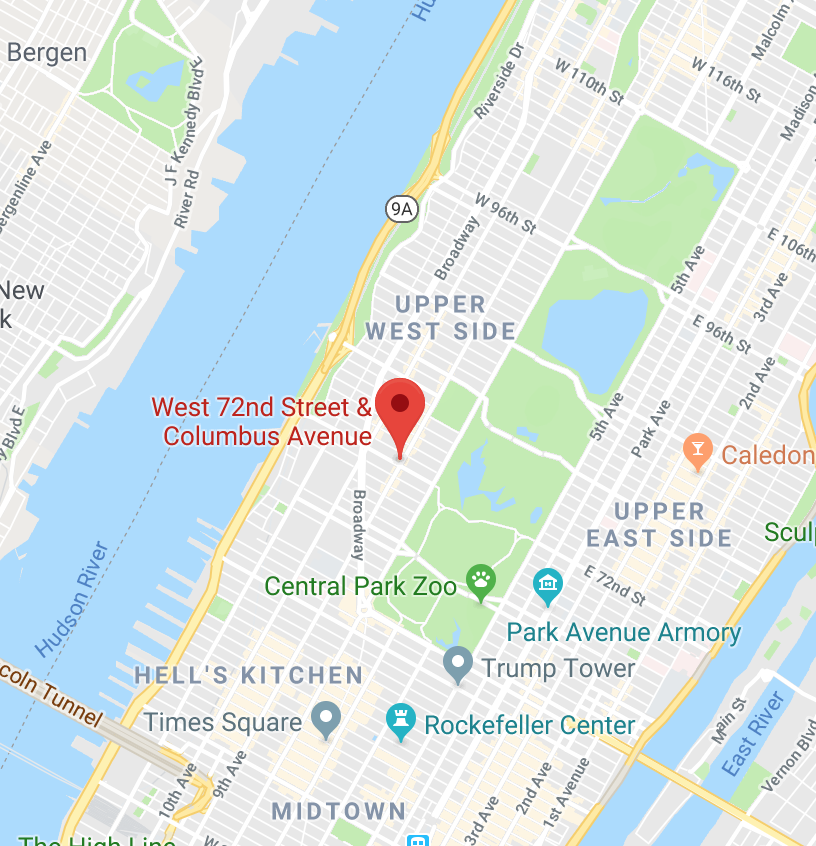 Hu
Bergen
Malcolm
Riverside Dr
W 110th St
W 116th St
J F Kennedy Blvd E
Madison A
Bergenline Ave
River Rd
9A
W 96th St
Broadway
5th Ave
E 106th
New
k
3rd Ave
UPPER
WEST SIDE
E 96th St
2nd Ave
West 72nd Street &
Columbus Avenue
5th Ave
Park Ave
Blvd E
Caledon
Broadway
UPPER
EAST SIDE
Sculp
Hudson River
Central Park Zoo
E 72nd St
Park Avenue Armory
HELL'S KITCHEN
Trump Tower
coln Tunnel
Times Square
Rockefeller Center
Main St
East River
10th Ave
9th Ave
2nd Ave
1st Avenue
Vernon Blvd
MIDTOWN
3rd Ave
The High Line
W